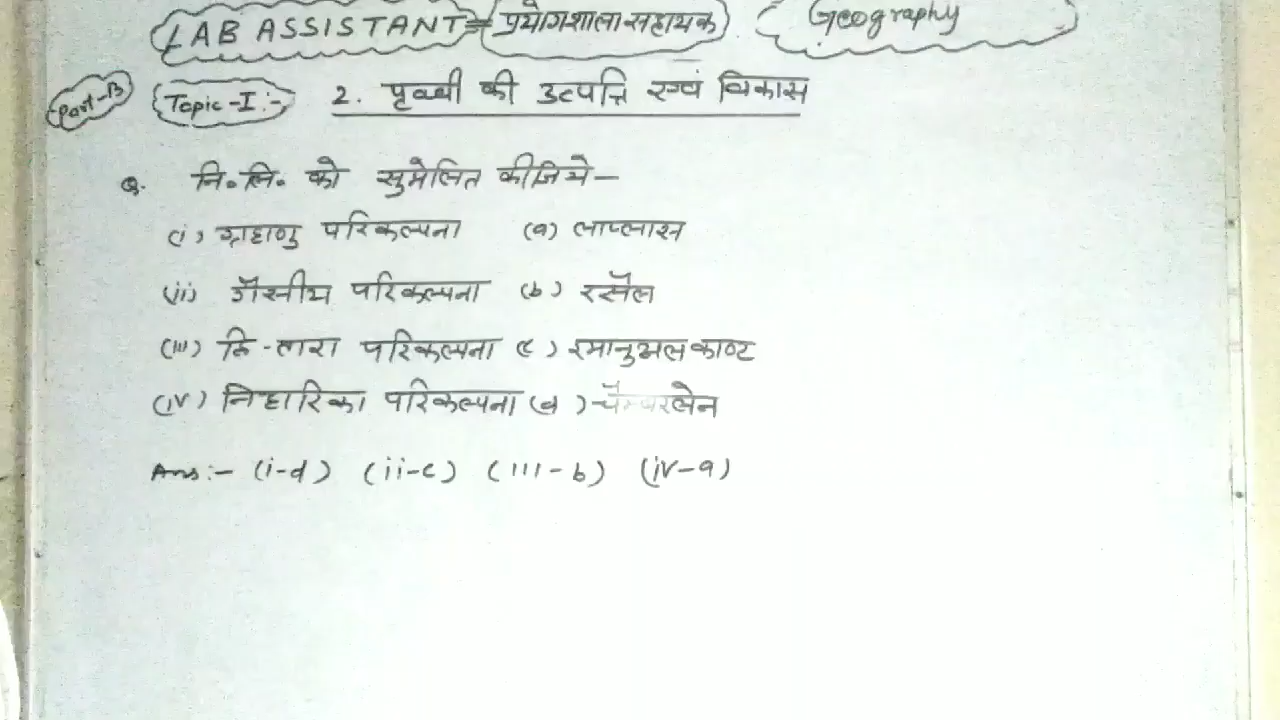 LAB ASSISTANT = प्रयोगशाला सहायक Geography
Part-B Topic-I:- 2. पृथ्वी की उत्पत्ति एवं विकास
Q. नि.लि. को सुमेलित कीजिये-
(i) ग्रहाणु परिकल्पना (a) लाप्लास
(ii) गैसीय परिकल्पना (b) रसैल
(iii) द्वि-तारा परिकल्पना (c) इमानुअल काण्ट
(iv) निहारिका परिकल्पना (d) चैम्बरलेन
Ans:- (i-d) (ii-c) (iii-b) (iv-a)